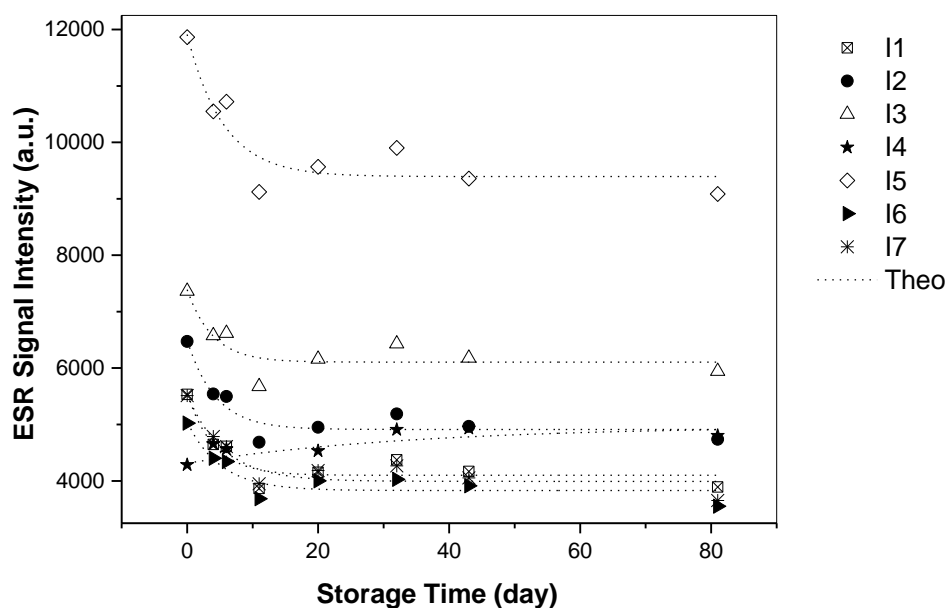 12000
10000
8000
6000
4000
ESR Signal Intensity (a.u.)
0
20
40
60
80
Storage Time (day)
I1
I2
I3
I4
I5
I6
I7
Theo